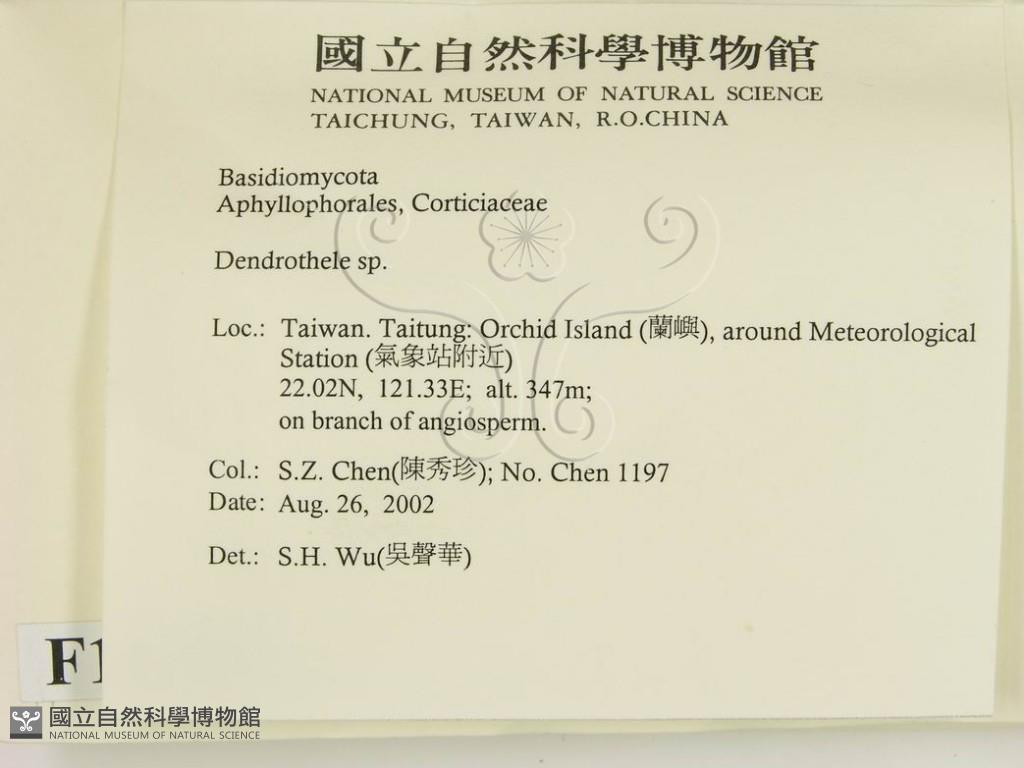 國立自然科學博物館
NATIONAL MUSEUM OF NATURAL SCIENCE
TAICHUNG, TAIWAN, R.O.CHINA
Basidiomycota
Aphyllophorales, Corticiaceae
Dendrothele sp.
Loc.: Taiwan. Taitung: Orchid Island (蘭嶼), around Meteorological
Station (氣象站附近)
22.02N, 121.33E; alt. 347m;
on branch of angiosperm.
Col.: S.Z. Chen(陳秀珍); No. Chen 1197
Date: Aug. 26, 2002
Det.: S.H. Wu(吳聲華)
F1
國立自然科學博物館
NATIONAL MUSEUM OF NATURAL SCIENCE